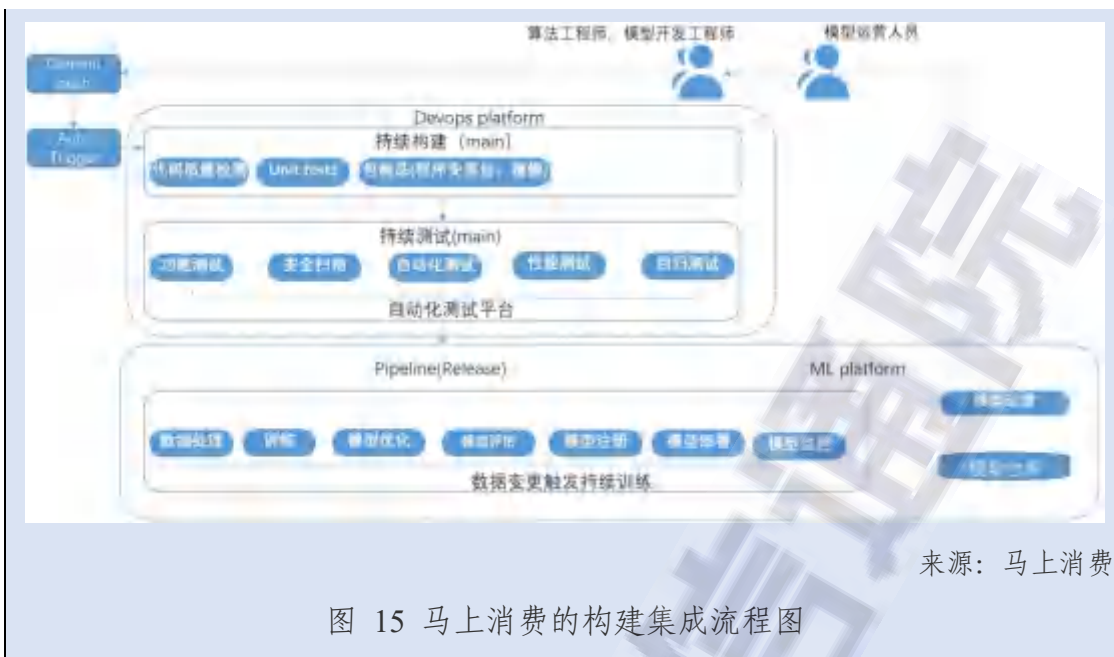 算法工程师、模型开发工程师
模型运营人员
Auto
Trigger
Devops platform
持续构建 (main)
代码质量检测
Unit tests
持续测试(main)
功能测试
安全扫描
自动化测试
性能测试
回归测试
自动化测试平台
Pipeline(Release)
ML platform
数据处理
训练
模型优化
模型评估
模型注册
模型部署
模型监控
数据变更触发持续训练
来源：马上消费
图 15 马上消费的构建集成流程图